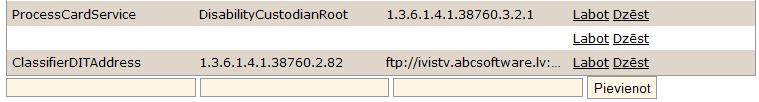 ProcessCardService DisabilityCustodianRoot 1.3.6.1.4.1.38760.3.2.1 Labot Dzēst
Labot Dzēst
ClassifierDITAddress 1.3.6.1.4.1.38760.2.82 ftp://ivistv.abcsoftware.lv:... Labot Dzēst
Pievienot